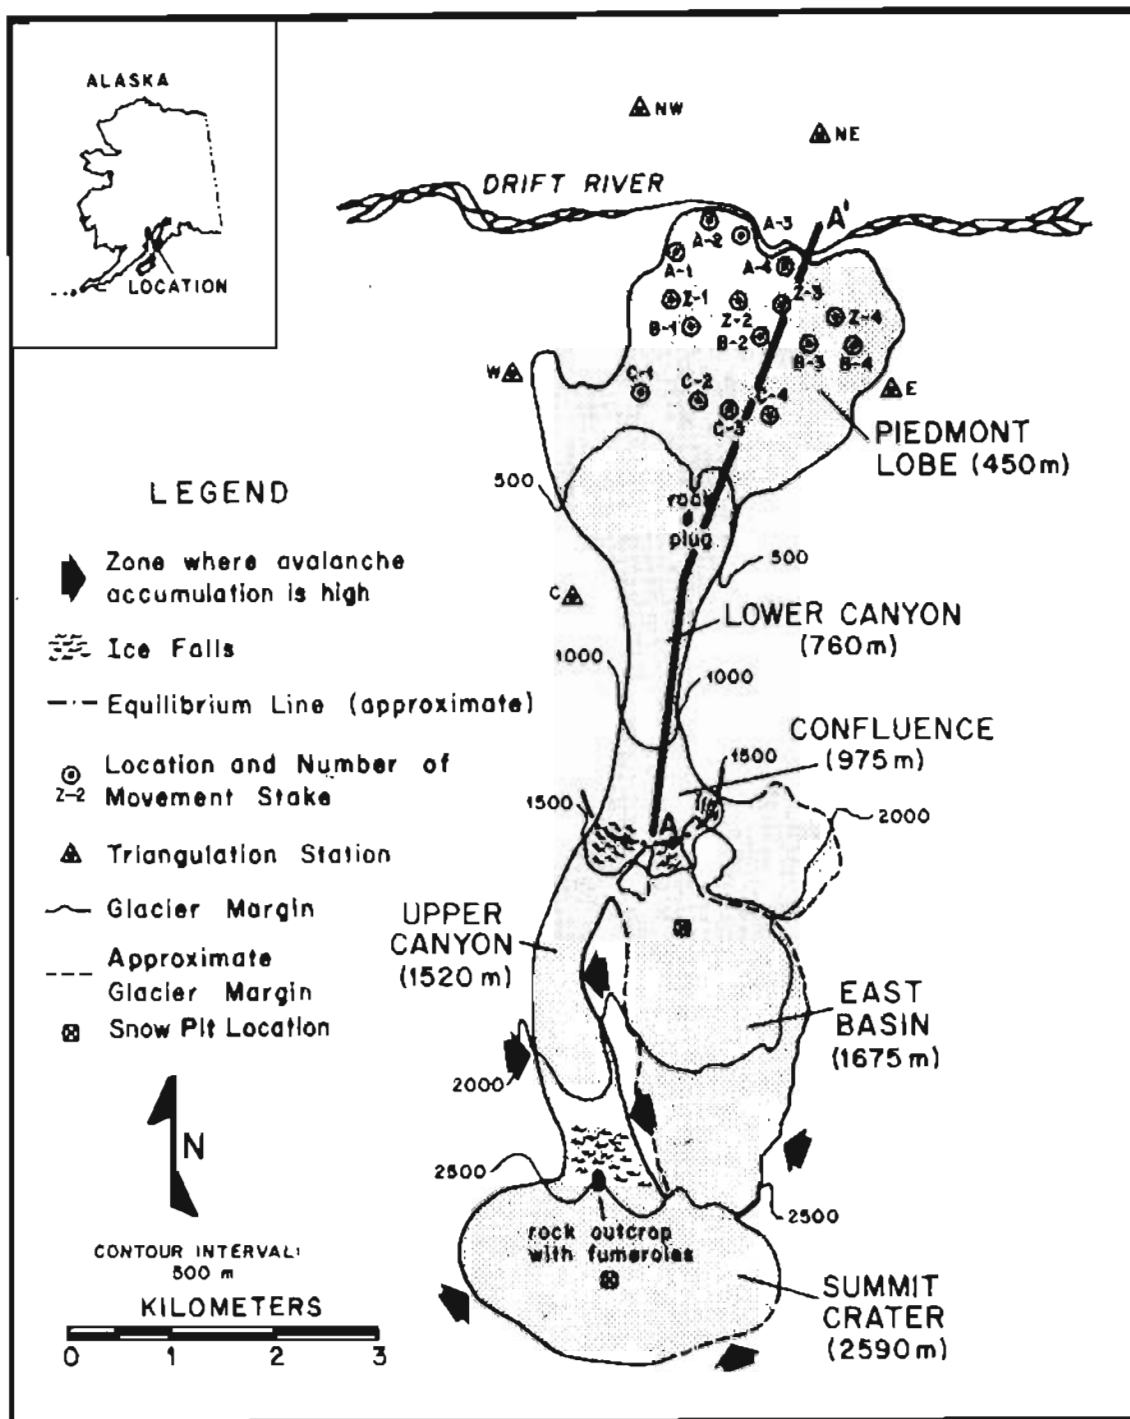 ALASKA
LOCATION
NW
NE
DRIFT RIVER
A'
A-3
A-2
A-1
A-4
Z-1
Z-3
Z-2
Z-4
B-1
B-2
B-3
B-4
W
C-1
C-2
C-4
C-3
E
PIEDMONT
LOBE (450m)
500
rock
plug
500
C
LOWER CANYON
(760m)
1000
1000
CONFLUENCE
(975m)
1500
1500
A
2000
UPPER
CANYON
(1520m)
EAST
BASIN
(1675m)
2000
2500
2500
rock outcrop
with fumeroles
SUMMIT
CRATER
(2590m)
LEGEND
Zone where avalanche
accumulation is high
Ice Falls
Equilibrium Line (approximate)
Z-2
Location and Number of
Movement Stake
Triangulation Station
Glacier Margin
Approximate
Glacier Margin
Snow Pit Location
N
CONTOUR INTERVAL:
500 m
KILOMETERS
0 1 2 3